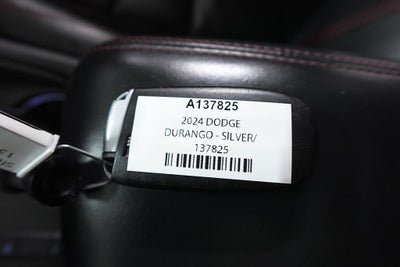 A137825
2024 DODGE
DURANGO - SILVER/
137825